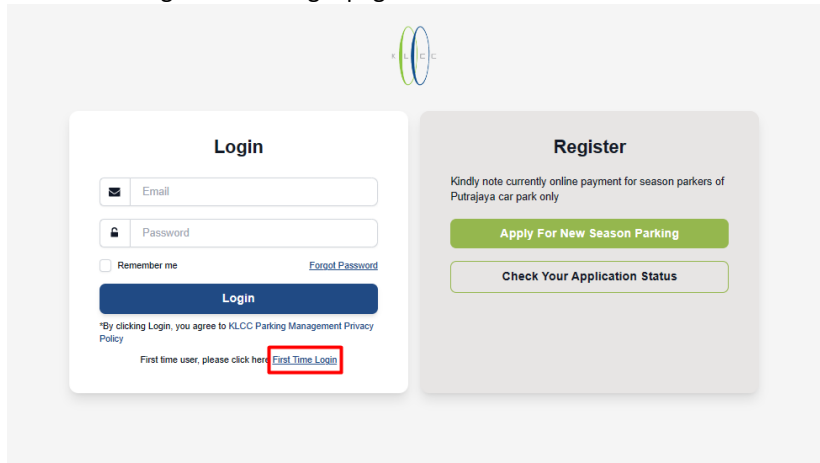 K L C C
Login
Email
Password
Remember me
Forgot Password
Login
*By clicking Login, you agree to KLCC Parking Management Privacy
Policy
First time user, please click here First Time Login
Register
Kindly note currently online payment for season parkers of
Putrajaya car park only
Apply For New Season Parking
Check Your Application Status